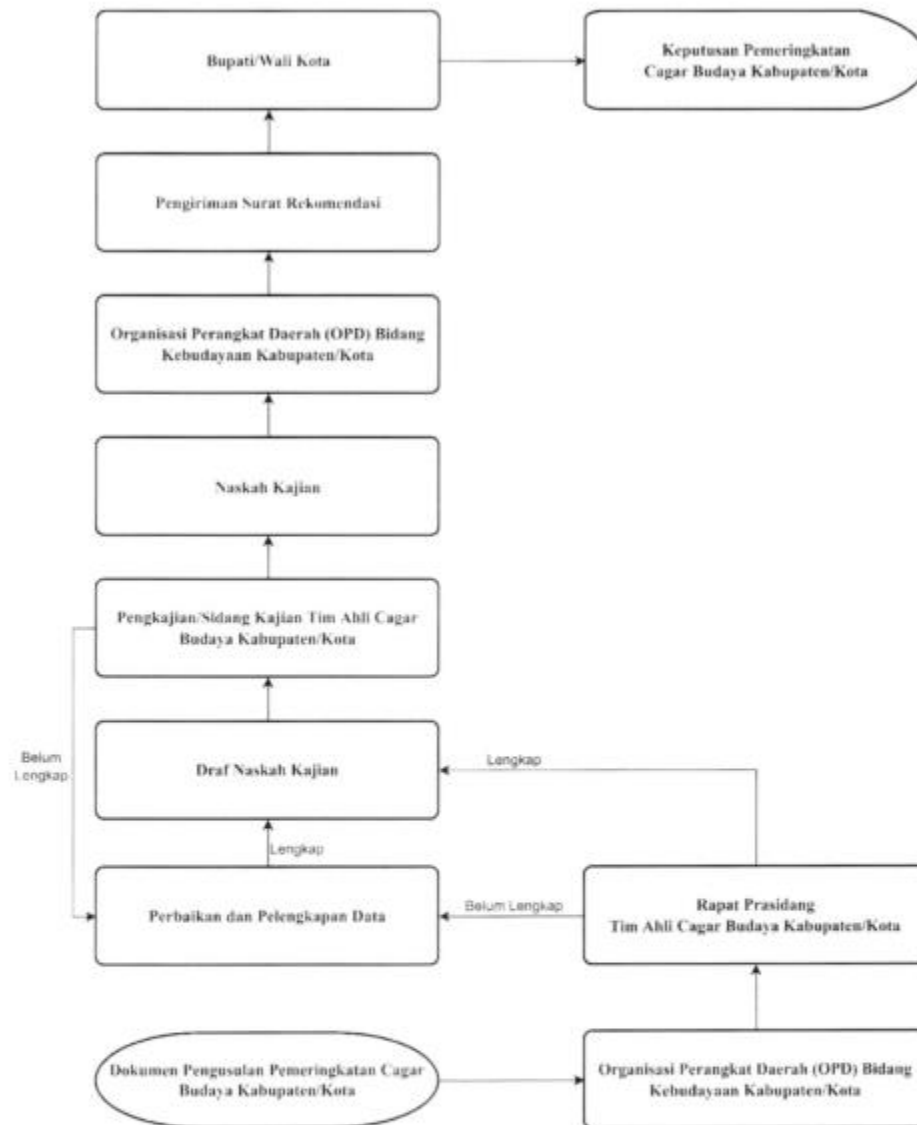 Bupati/Wali Kota
Keputusan Pemeringkatan
Cagar Budaya Kabupaten/Kota
Pengiriman Surat Rekomendasi
Organisasi Perangkat Daerah (OPD) Bidang
Kebudayaan Kabupaten/Kota
Naskah Kajian
Pengkajian/Sidang Kajian Tim Ahli Cagar
Budaya Kabupaten/Kota
Belum
Lengkap
Draf Naskah Kajian
Lengkap
Lengkap
Perbaikan dan Pelengkapan Data
Belum Lengkap
Rapat Prasidang
Tim Ahli Cagar Budaya Kabupaten/Kota
Dokumen Pengusulan Pemeringkatan Cagar
Budaya Kabupaten/Kota
Organisasi Perangkat Daerah (OPD) Bidang
Kebudayaan Kabupaten/Kota